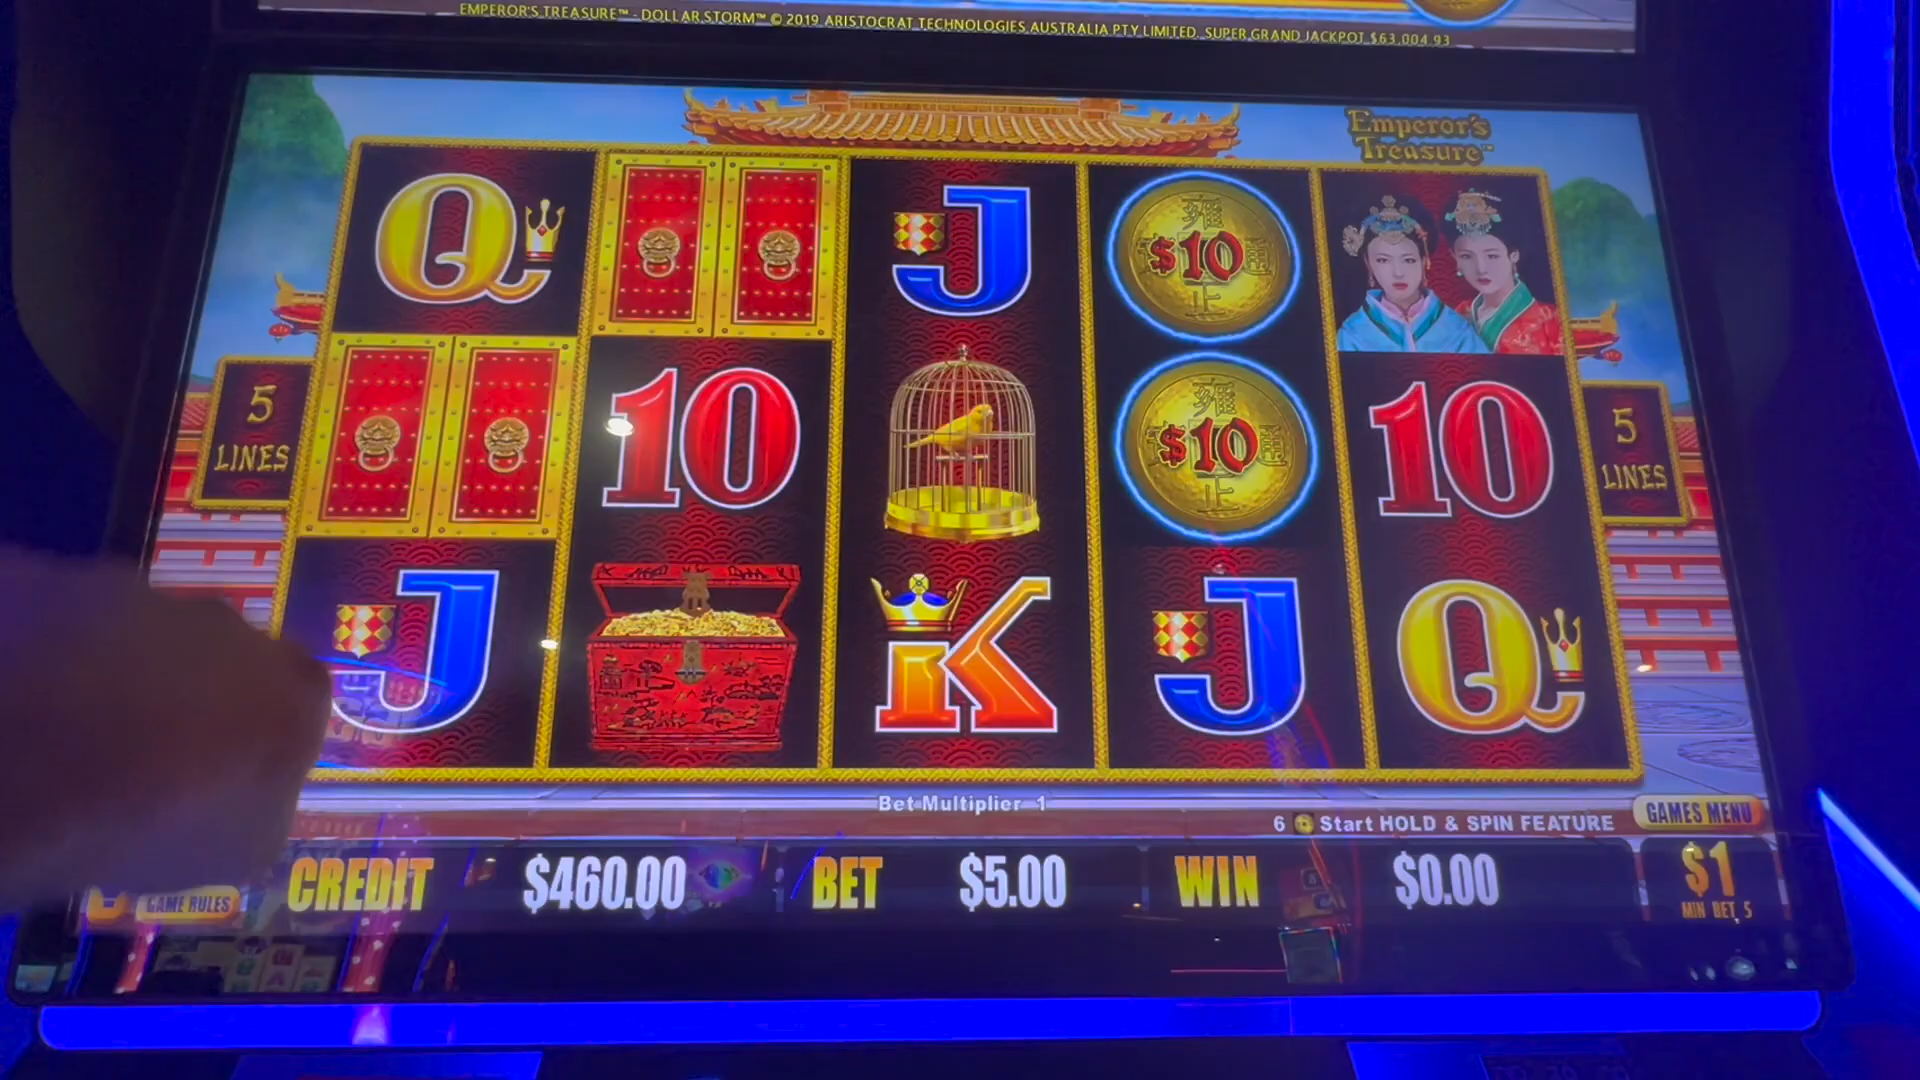 EMPEROR'S TREASURE™ - DOLLAR STORM™ © 2019 ARISTOCRAT TECHNOLOGIES AUSTRALIA PTY LIMITED. SUPER GRAND JACKPOT $63,004.93
Emperor's
Treasure™
Q
J
$10
5
LINES
10
$10
10
5
LINES
J
K
J
Q
Bet Multiplier 1
6 Start HOLD & SPIN FEATURE
GAMES MENU
GAME RULES
CREDIT $460.00 BET $5.00 WIN $0.00
$1
MIN BET 5